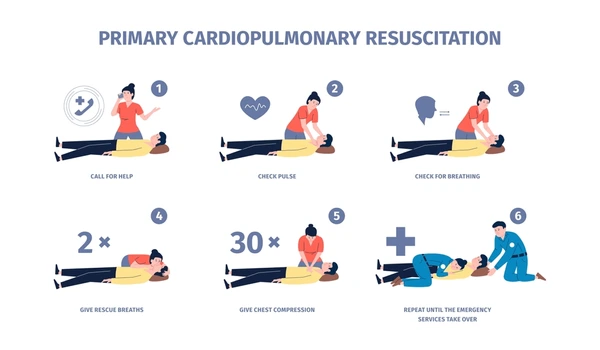 PRIMARY CARDIOPULMONARY RESUSCITATION
1
CALL FOR HELP
2
CHECK PULSE
3
CHECK FOR BREATHING
4
2×
GIVE RESCUE BREATHS
5
30×
GIVE CHEST COMPRESSION
6
REPEAT UNTIL THE EMERGENCY
SERVICES TAKE OVER